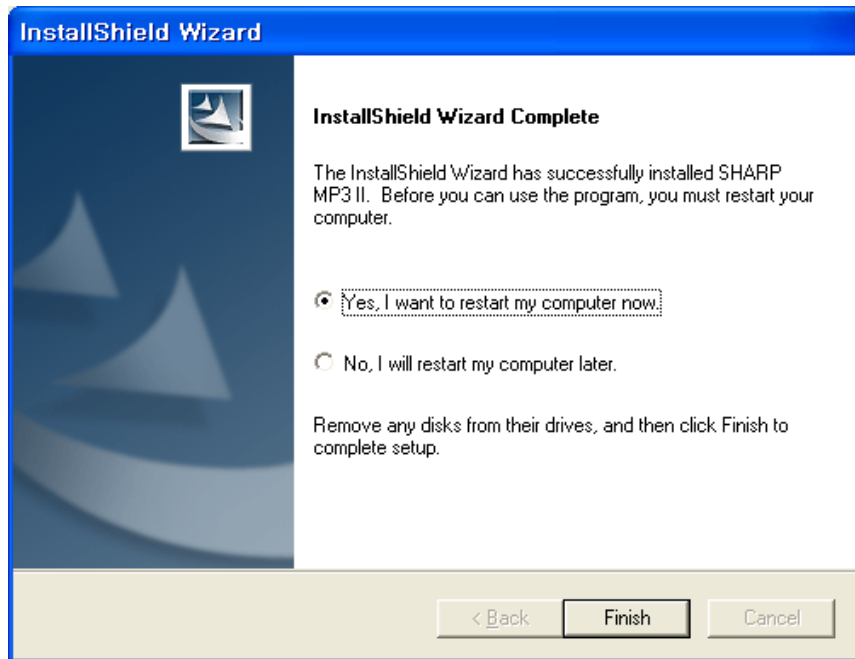 InstallShield Wizard
InstallShield Wizard Complete
The InstallShield Wizard has successfully installed SHARP
MP3 II. Before you can use the program, you must restart your
computer.
Yes, I want to restart my computer now.
No, I will restart my computer later.
Remove any disks from their drives, and then click Finish to
complete setup.
< Back
Finish
Cancel